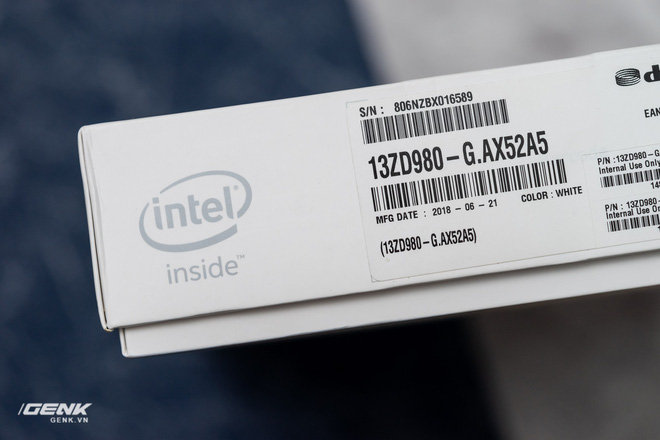 intel
inside™
S/N : 806NZBX016589
13ZD980-G.AX52A5
MFG DATE : 2018 - 06 - 21
COLOR : WHITE
(13ZD980-G.AX52A5)
EAN
P/N :13ZD980-G.
Internal Use Only
P/N : 13ZD980-
Internal Use On
GENK
GENK.VN